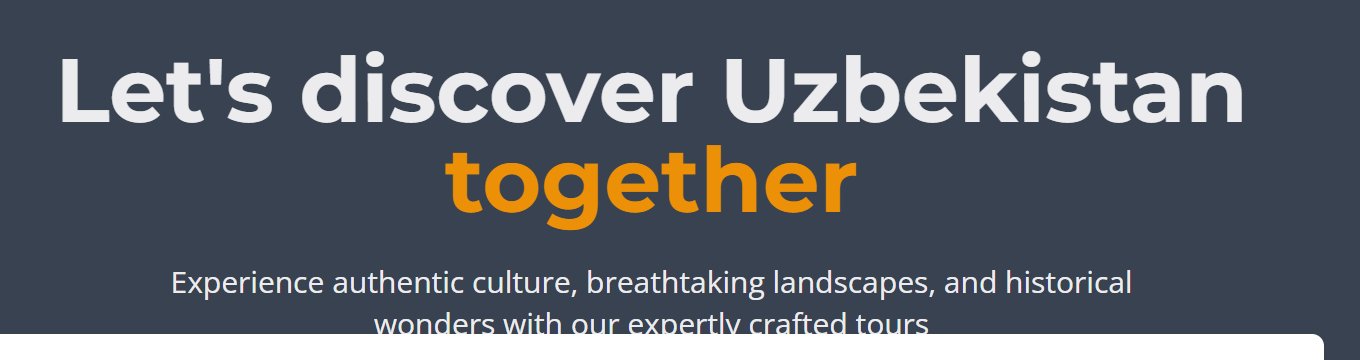 Let's discover Uzbekistan
together
Experience authentic culture, breathtaking landscapes, and historical
wonders with our expertly crafted tours